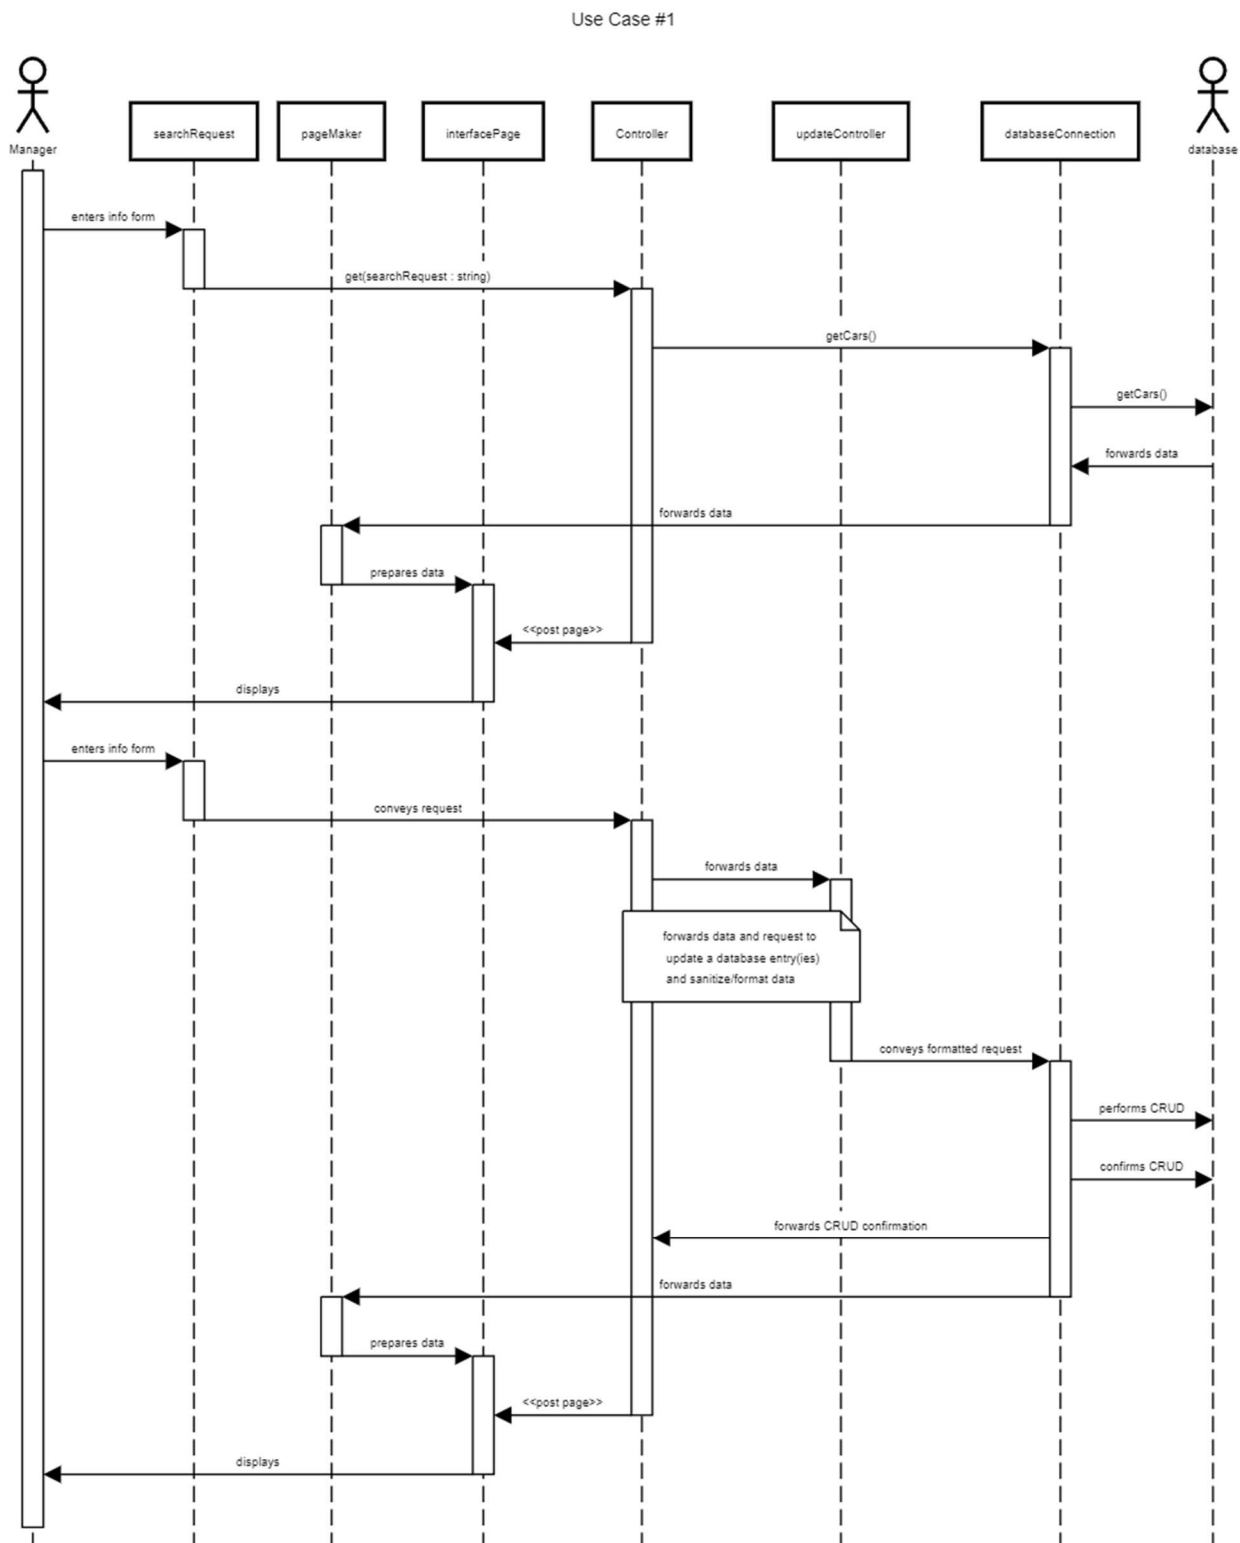 Use Case #1
Manager
searchRequest
pageMaker
interfacePage
Controller
updateController
databaseConnection
database
enters info form
get(searchRequest : string)
getCars()
getCars()
forwards data
forwards data
prepares data
<<post page>>
displays
enters info form
conveys request
forwards data
forwards data and request to
update a database entry(ies)
and sanitize/format data
conveys formatted request
performs CRUD
confirms CRUD
forwards CRUD confirmation
forwards data
prepares data
<<post page>>
displays